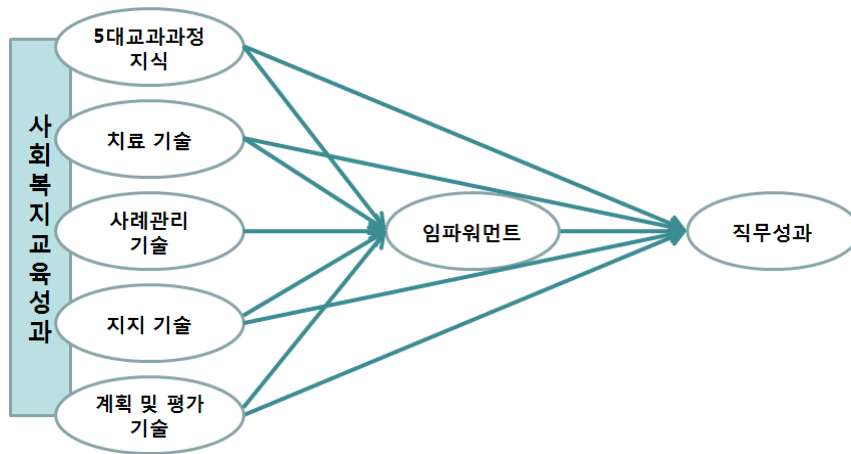 사회복지교육성과
5대교과과정
지식
치료 기술
사례관리
기술
지지 기술
계획 및 평가
기술
임파워먼트
직무성과